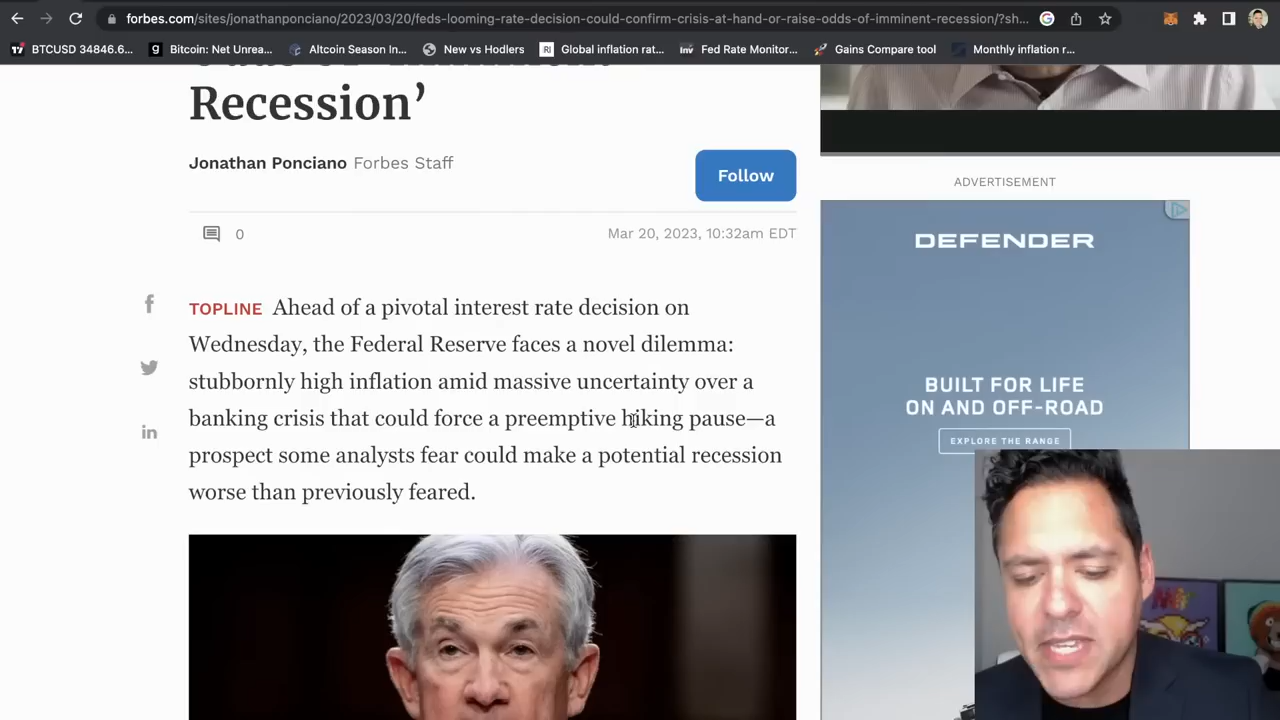 forbes.com/sites/jonathanponciano/2023/03/20/feds-looming-rate-decision-could-confirm-crisis-at-hand-or-raise-odds-of-imminent-recession/?sh...
BTCUSD 34846.6... Bitcoin: Net Unrea... Altcoin Season In... New vs Hodlers RI Global inflation rat... Inv Fed Rate Monitor... Gains Compare tool Monthly inflation r...
Recession’
Jonathan Ponciano Forbes Staff
Follow
0
Mar 20, 2023, 10:32am EDT
TOPLINE Ahead of a pivotal interest rate decision on
Wednesday, the Federal Reserve faces a novel dilemma:
stubbornly high inflation amid massive uncertainty over a
banking crisis that could force a preemptive hiking pause—a
prospect some analysts fear could make a potential recession
worse than previously feared.
ADVERTISEMENT
DEFENDER
BUILT FOR LIFE
ON AND OFF-ROAD
EXPLORE THE RANGE